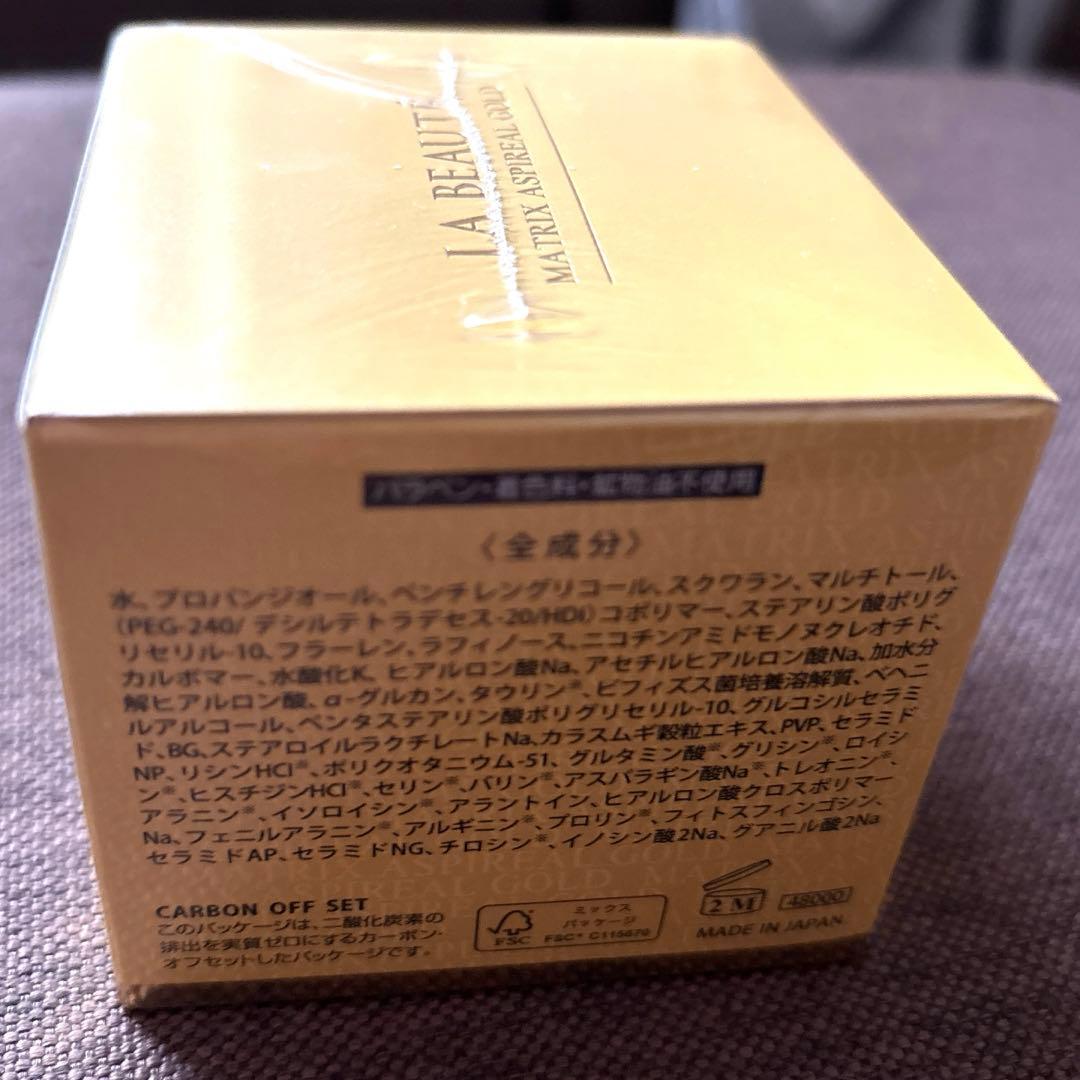 LA BEAUTÉ
MATRIX ASPIREAL GOLD
パラベン・着色料・鉱物油不使用
〈全成分〉
水、プロパンジオール、ペンチレングリコール、スクワラン、マルチトール、
(PEG-240/デシルテトラデセス-20/HDI)コポリマー、ステアリン酸ポリグ
リセリル-10、フラーレン、ラフィノース、ニコチンアミドモノヌクレオチド、
カルボマー、水酸化K、ヒアルロン酸Na、アセチルヒアルロン酸Na、加水分
解ヒアルロン酸、α-グルカン、タウリン※、ビフィズス菌培養溶解質、ベヘニ
ルアルコール、ペンタステアリン酸ポリグリセリル-10、グルコシルセラミ
ド、BG、ステアロイルラクチレートNa、カラスムギ穀粒エキス、PVP、セラミド
NP、リシンHCl※、ポリクオタニウム-51、グルタミン酸※、グリシン※、ロイシ
ン※、ヒスチジンHCl※、セリン※、バリン※、アスパラギン酸Na※、トレオニン※、
アラニン※、イソロイシン※、アラントイン、ヒアルロン酸クロスポリマー
Na、フェニルアラニン※、アルギニン※、プロリン※、フィトスフィンゴシン、
セラミドAP、セラミドNG、チロシン※、イノシン酸2Na、グアニル酸2Na
CARBON OFF SET
このパッケージは、二酸化炭素の
排出を実質ゼロにするカーボン・
オフセットしたパッケージです。
FSC
ミックス
パッケージ
FSC® C115670
2 M
48000
MADE IN JAPAN